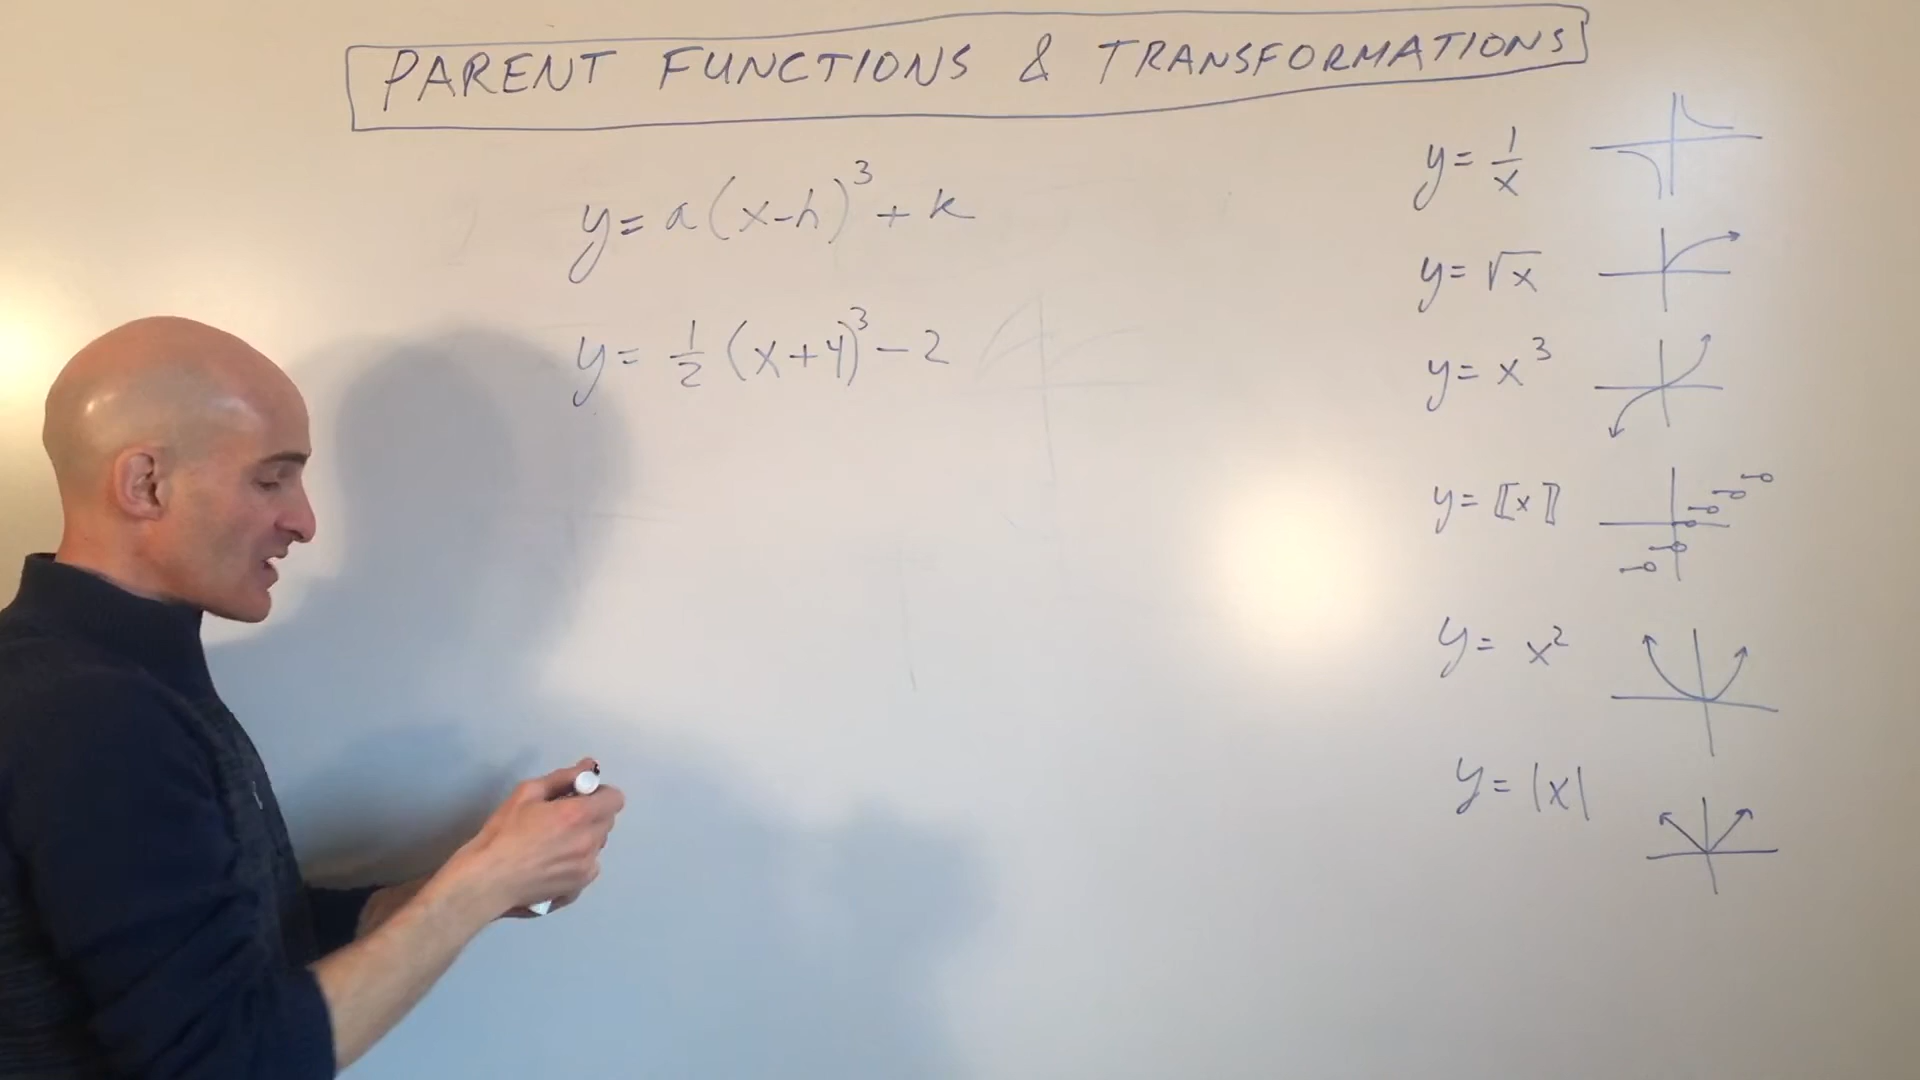 PARENT FUNCTIONS & TRANSFORMATIONS
y = a(x-h)³ + k
y = 1/2 (x+4)³ - 2
y = 1/x
y = √x
y = x³
y = ⟦x⟧
y = x²
y = |x|